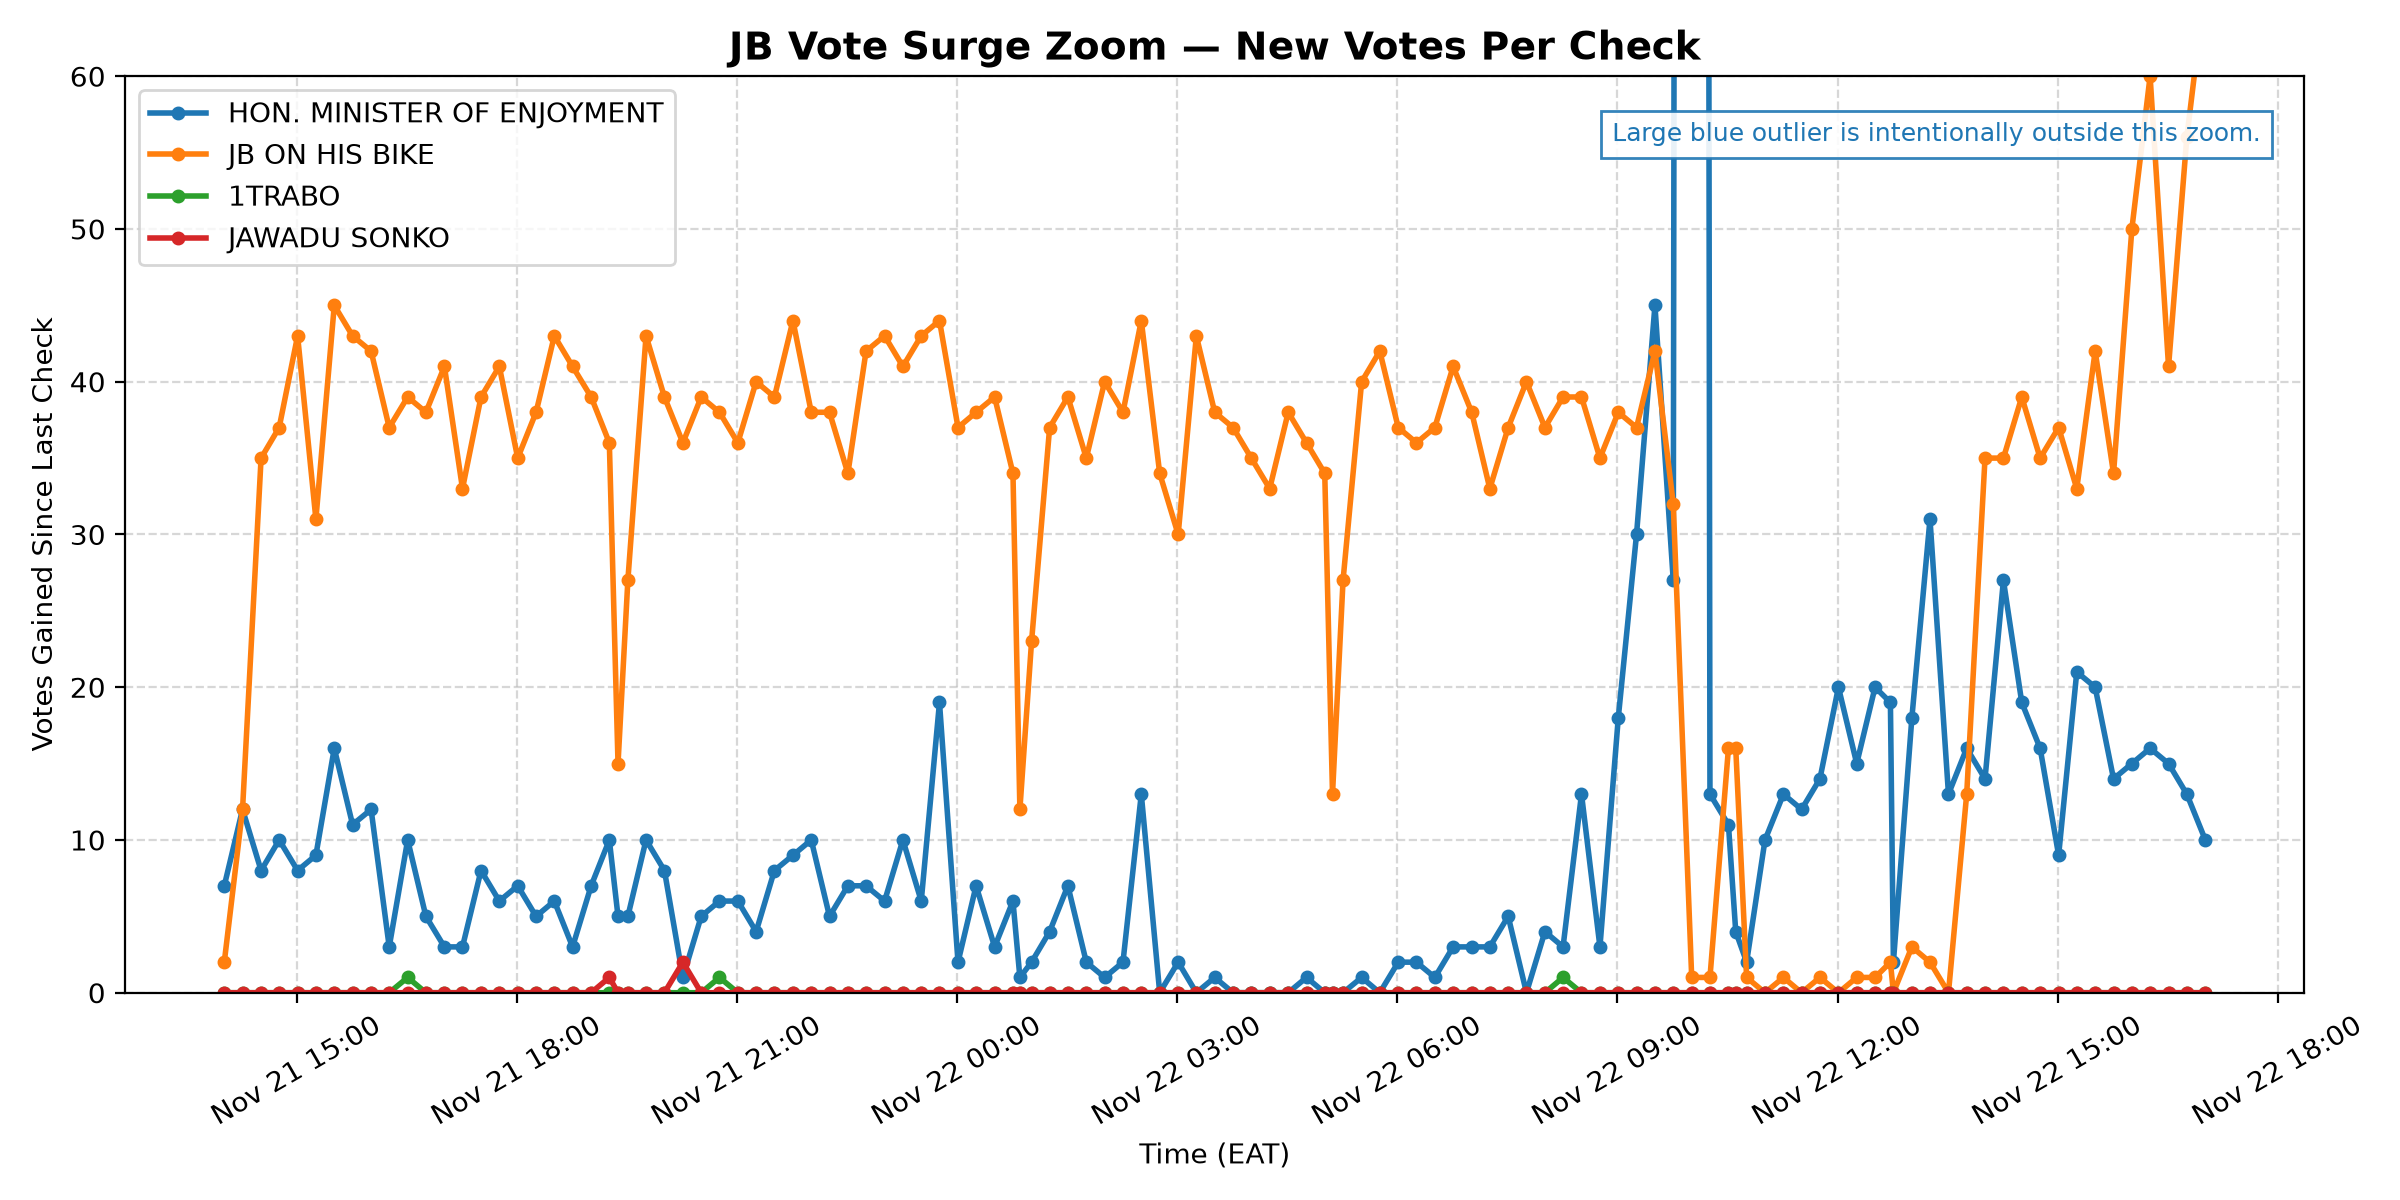 JB Vote Surge Zoom — New Votes Per Check
HON. MINISTER OF ENJOYMENT
JB ON HIS BIKE
1TRABO
JAWADU SONKO
Large blue outlier is intentionally outside this zoom.
Votes Gained Since Last Check
60
50
40
30
20
10
0
Nov 21 15:00
Nov 21 18:00
Nov 21 21:00
Nov 22 00:00
Nov 22 03:00
Nov 22 06:00
Nov 22 09:00
Nov 22 12:00
Nov 22 15:00
Nov 22 18:00
Time (EAT)